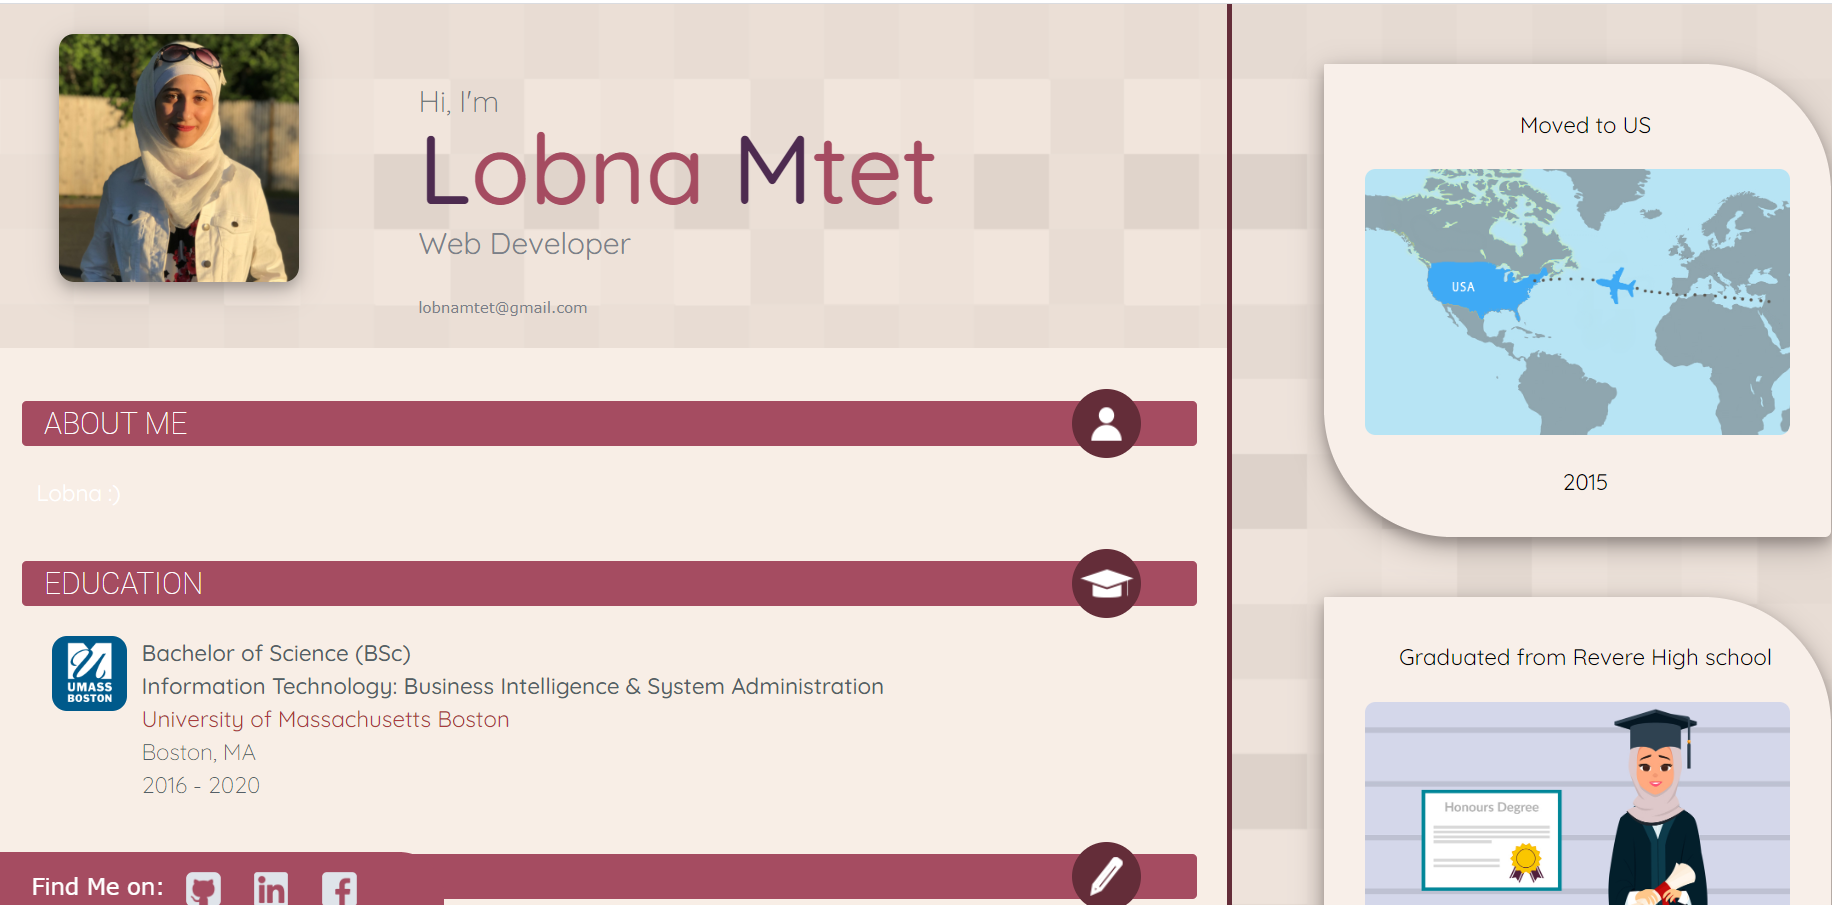 Hi, I'm
Lobna Mtet
Web Developer
lobnamtet@gmail.com
ABOUT ME
Lobna :)
EDUCATION
UMASS
BOSTON
Bachelor of Science (BSc)
Information Technology: Business Intelligence & System Administration
University of Massachusetts Boston
Boston, MA
2016 - 2020
Find Me on:
Moved to US
USA
2015
Graduated from Revere High school
Honours Degree